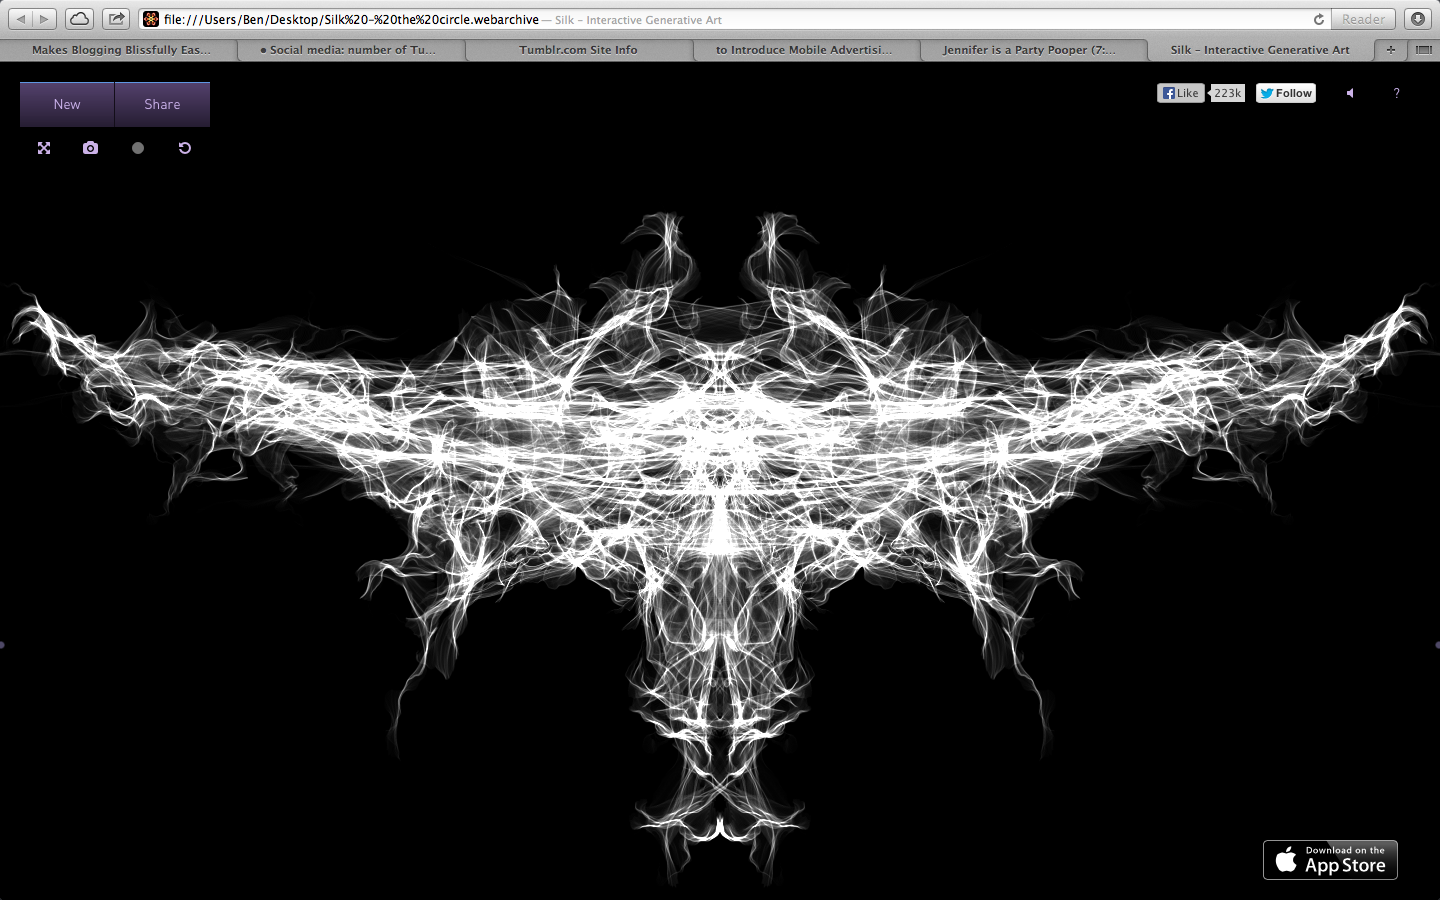 file:///Users/Ben/Desktop/Silk%20-%20the%20circle.webarchive — Silk – Interactive Generative Art
Reader
Makes Blogging Blissfully Eas...
● Social media: number of Tu...
Tumblr.com Site Info
to Introduce Mobile Advertisi...
Jennifer is a Party Pooper (7:...
Silk – Interactive Generative Art
New
Share
Like
223k
Follow
?
Download on the
App Store